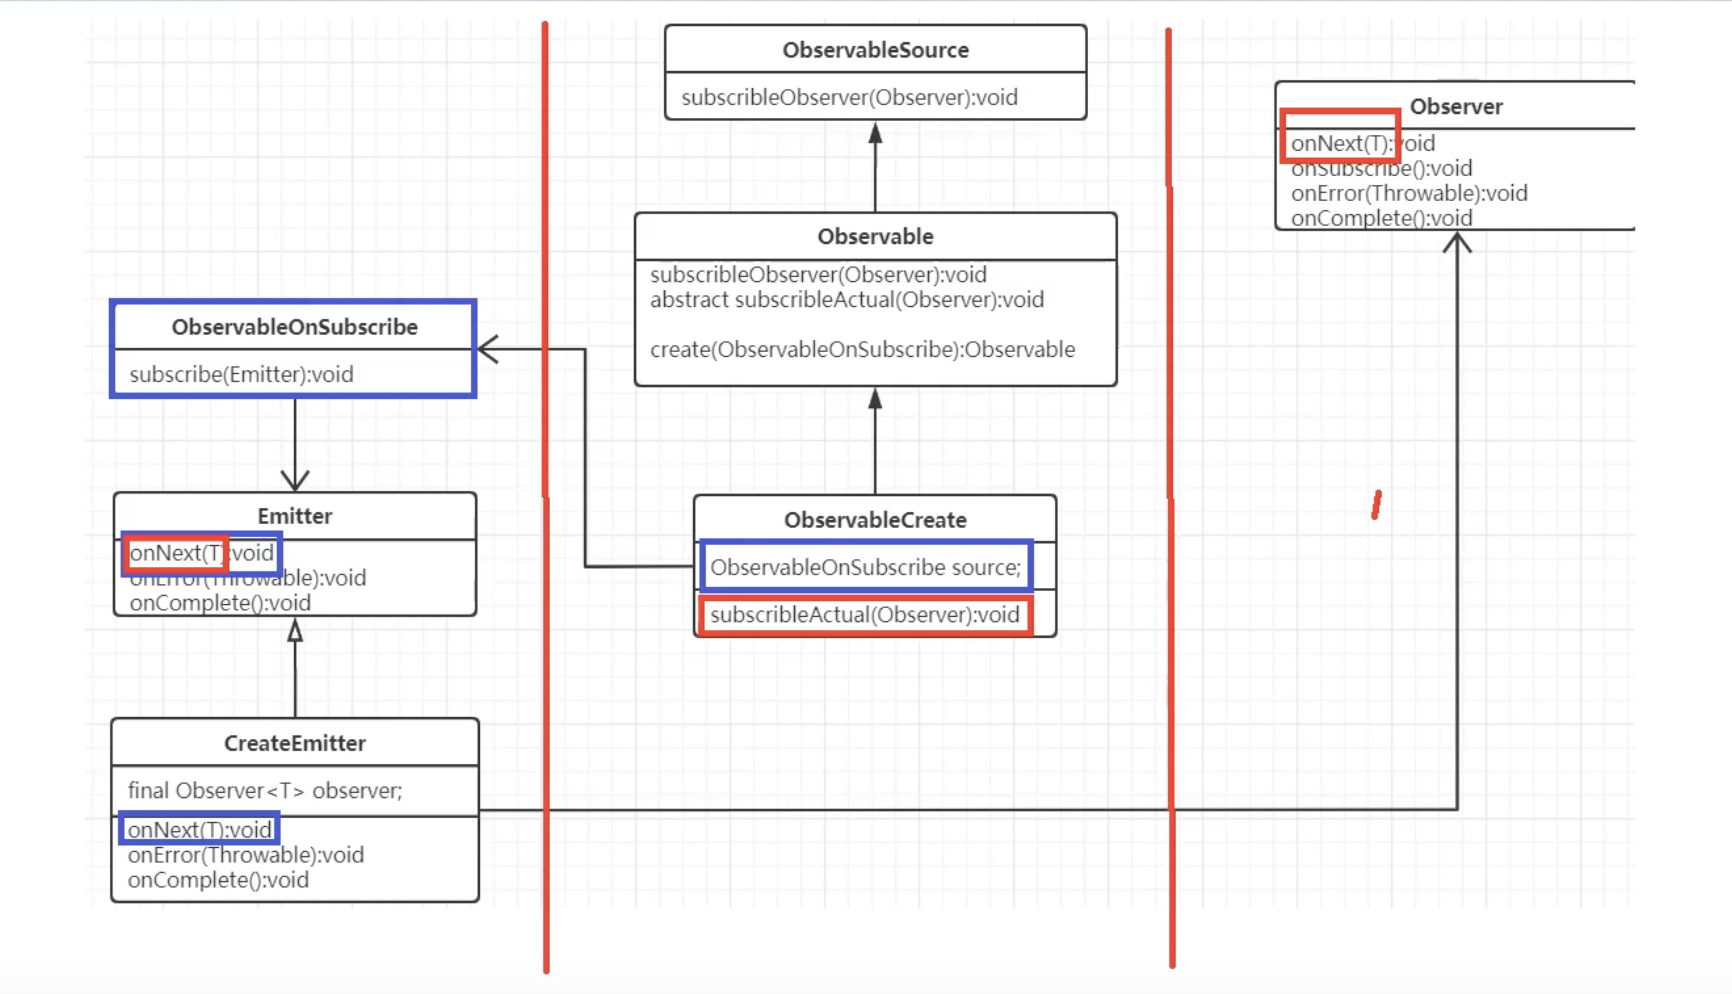 ObservableSource
subscribleObserver(Observer):void
Observer
onNext(T):void
onSubscribe():void
onError(Throwable):void
onComplete():void
Observable
subscribleObserver(Observer):void
abstract subscribleActual(Observer):void
create(ObservableOnSubscribe):Observable
ObservableOnSubscribe
subscribe(Emitter):void
Emitter
onNext(T):void
onError(Throwable):void
onComplete():void
ObservableCreate
ObservableOnSubscribe source;
subscribleActual(Observer):void
CreateEmitter
final Observer<T> observer;
onNext(T):void
onError(Throwable):void
onComplete():void